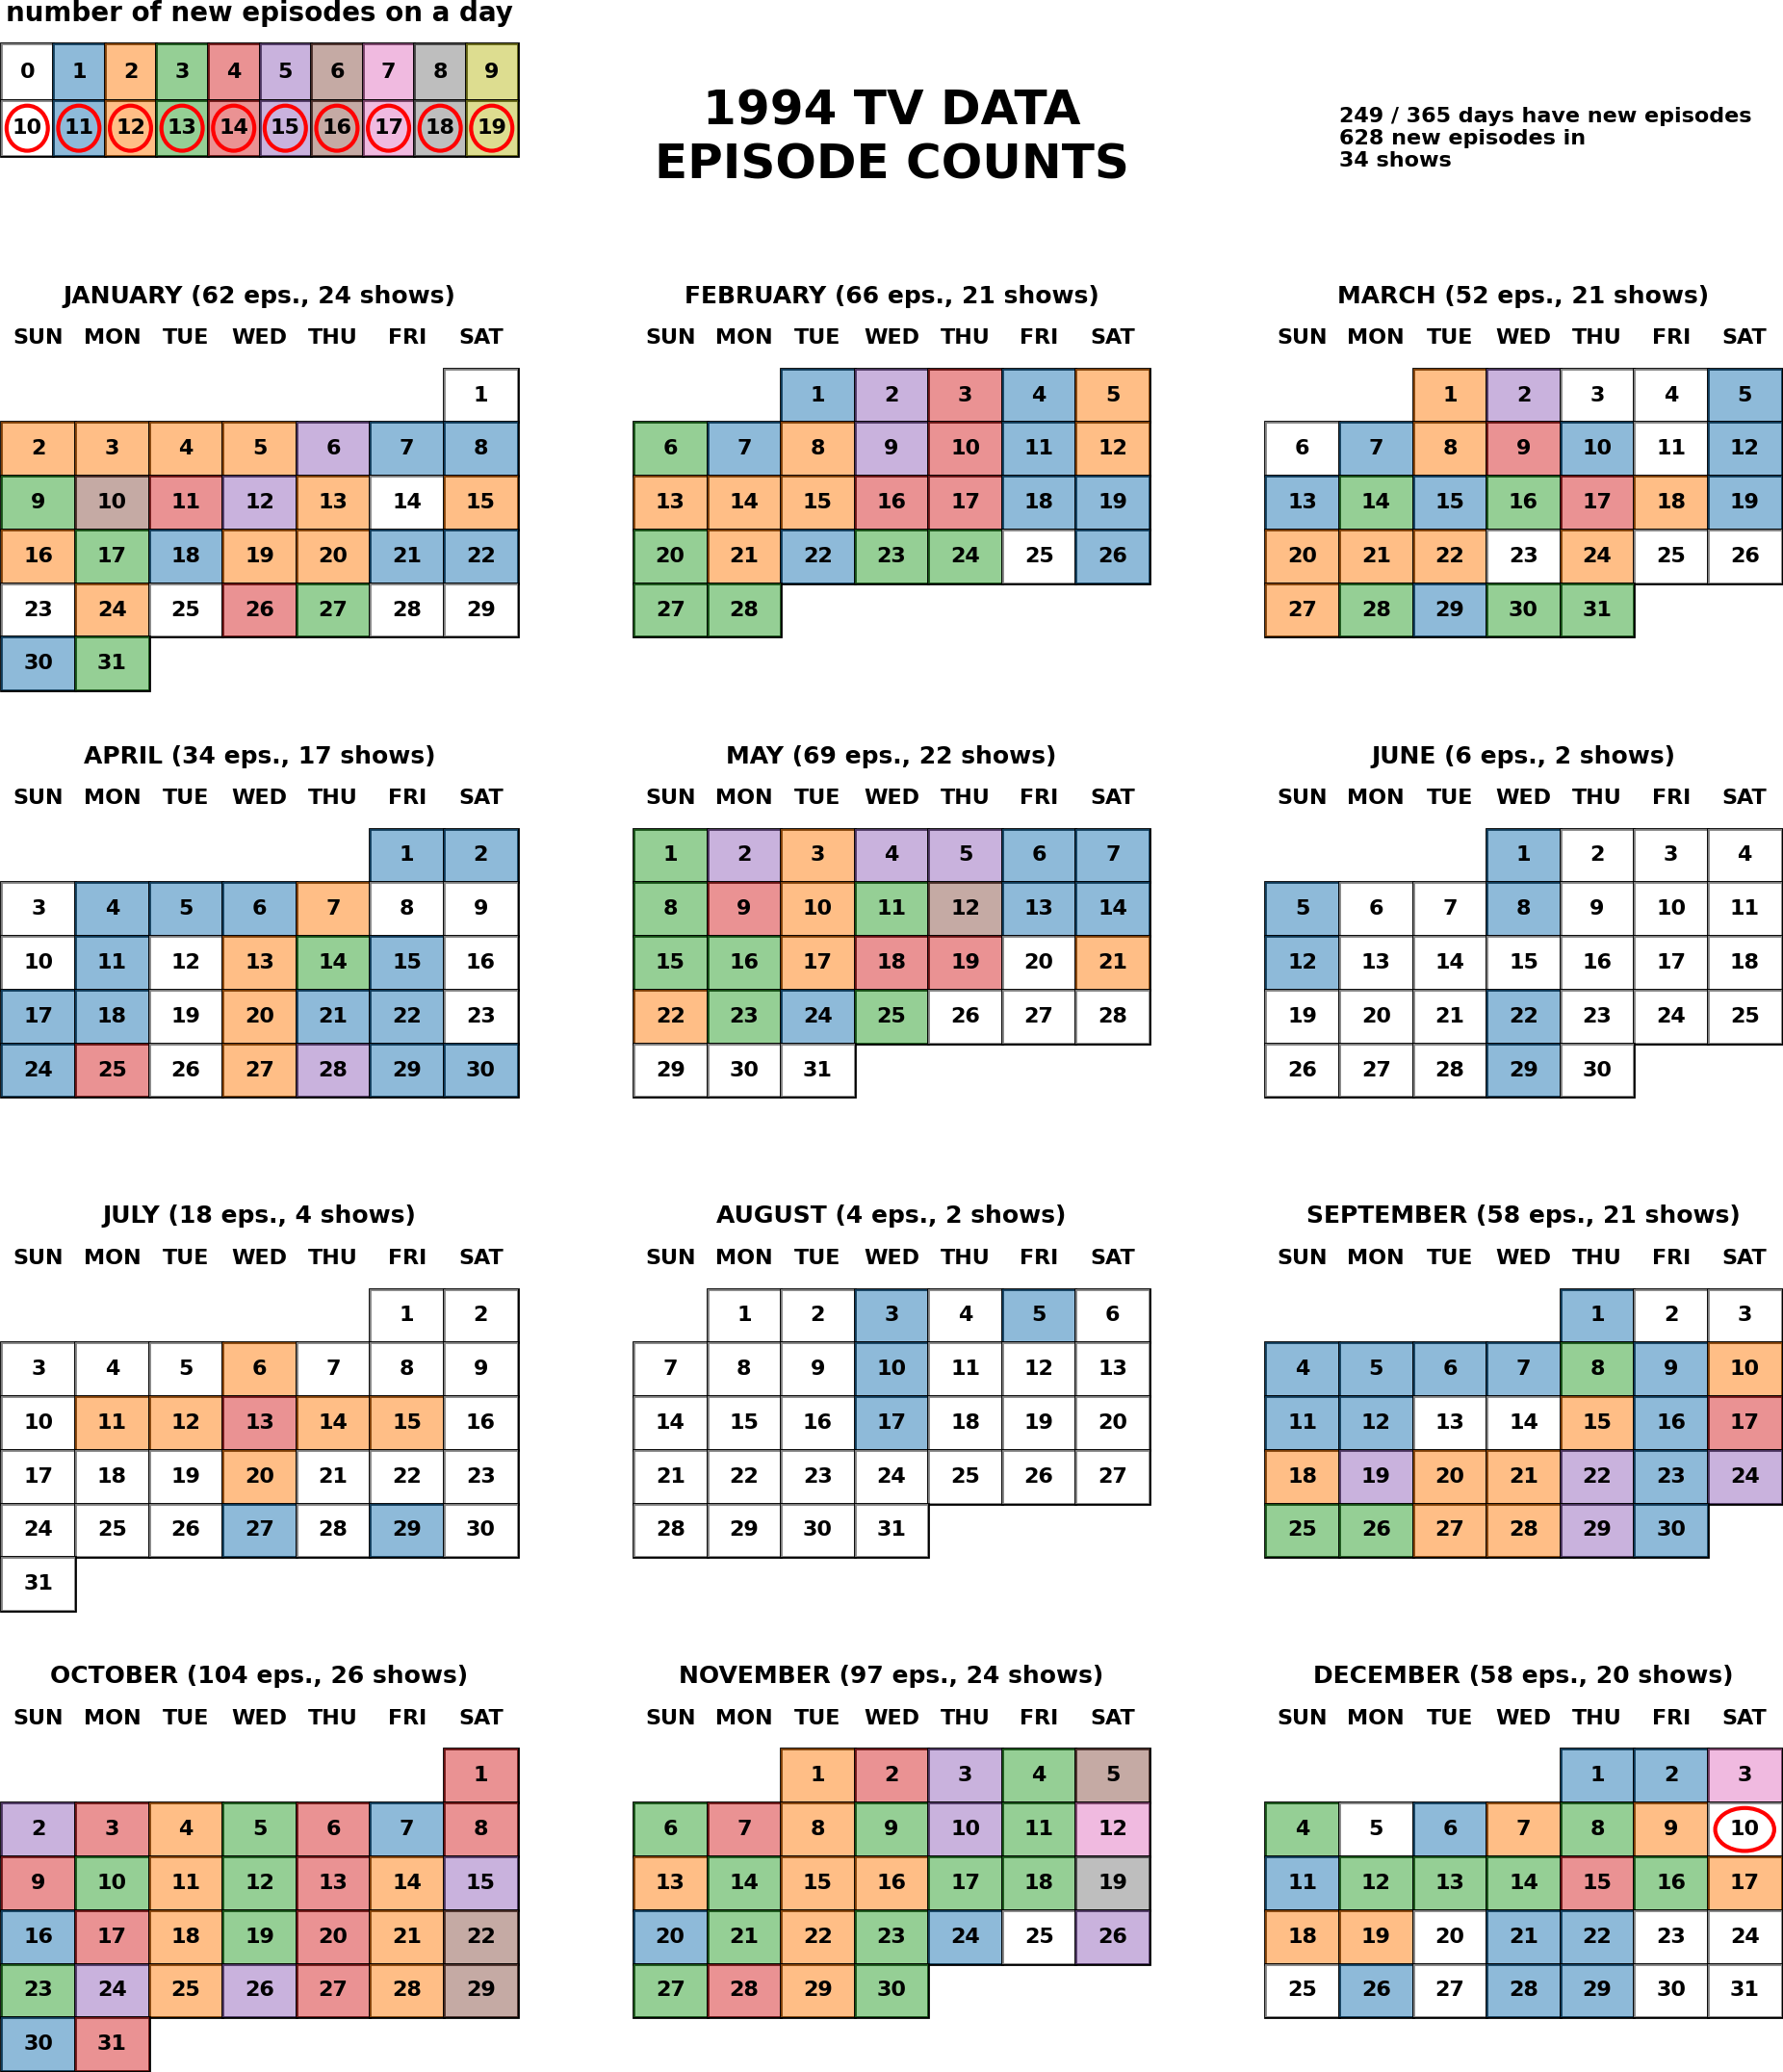 number of new episodes on a day
0 1 2 3 4 5 6 7 8 9
10 11 12 13 14 15 16 17 18 19
1994 TV DATA
EPISODE COUNTS
249 / 365 days have new episodes
628 new episodes in
34 shows
JANUARY (62 eps., 24 shows)
SUN MON TUE WED THU FRI SAT
1
2 3 4 5 6 7 8
9 10 11 12 13 14 15
16 17 18 19 20 21 22
23 24 25 26 27 28 29
30 31
FEBRUARY (66 eps., 21 shows)
SUN MON TUE WED THU FRI SAT
1 2 3 4 5
6 7 8 9 10 11 12
13 14 15 16 17 18 19
20 21 22 23 24 25 26
27 28
MARCH (52 eps., 21 shows)
SUN MON TUE WED THU FRI SAT
1 2 3 4 5
6 7 8 9 10 11 12
13 14 15 16 17 18 19
20 21 22 23 24 25 26
27 28 29 30 31
APRIL (34 eps., 17 shows)
SUN MON TUE WED THU FRI SAT
1 2
3 4 5 6 7 8 9
10 11 12 13 14 15 16
17 18 19 20 21 22 23
24 25 26 27 28 29 30
MAY (69 eps., 22 shows)
SUN MON TUE WED THU FRI SAT
1 2 3 4 5 6 7
8 9 10 11 12 13 14
15 16 17 18 19 20 21
22 23 24 25 26 27 28
29 30 31
JUNE (6 eps., 2 shows)
SUN MON TUE WED THU FRI SAT
1 2 3 4
5 6 7 8 9 10 11
12 13 14 15 16 17 18
19 20 21 22 23 24 25
26 27 28 29 30
JULY (18 eps., 4 shows)
SUN MON TUE WED THU FRI SAT
1 2
3 4 5 6 7 8 9
10 11 12 13 14 15 16
17 18 19 20 21 22 23
24 25 26 27 28 29 30
31
AUGUST (4 eps., 2 shows)
SUN MON TUE WED THU FRI SAT
1 2 3 4 5 6
7 8 9 10 11 12 13
14 15 16 17 18 19 20
21 22 23 24 25 26 27
28 29 30 31
SEPTEMBER (58 eps., 21 shows)
SUN MON TUE WED THU FRI SAT
1 2 3
4 5 6 7 8 9 10
11 12 13 14 15 16 17
18 19 20 21 22 23 24
25 26 27 28 29 30
OCTOBER (104 eps., 26 shows)
SUN MON TUE WED THU FRI SAT
1
2 3 4 5 6 7 8
9 10 11 12 13 14 15
16 17 18 19 20 21 22
23 24 25 26 27 28 29
30 31
NOVEMBER (97 eps., 24 shows)
SUN MON TUE WED THU FRI SAT
1 2 3 4 5
6 7 8 9 10 11 12
13 14 15 16 17 18 19
20 21 22 23 24 25 26
27 28 29 30
DECEMBER (58 eps., 20 shows)
SUN MON TUE WED THU FRI SAT
1 2 3
4 5 6 7 8 9 10
11 12 13 14 15 16 17
18 19 20 21 22 23 24
25 26 27 28 29 30 31